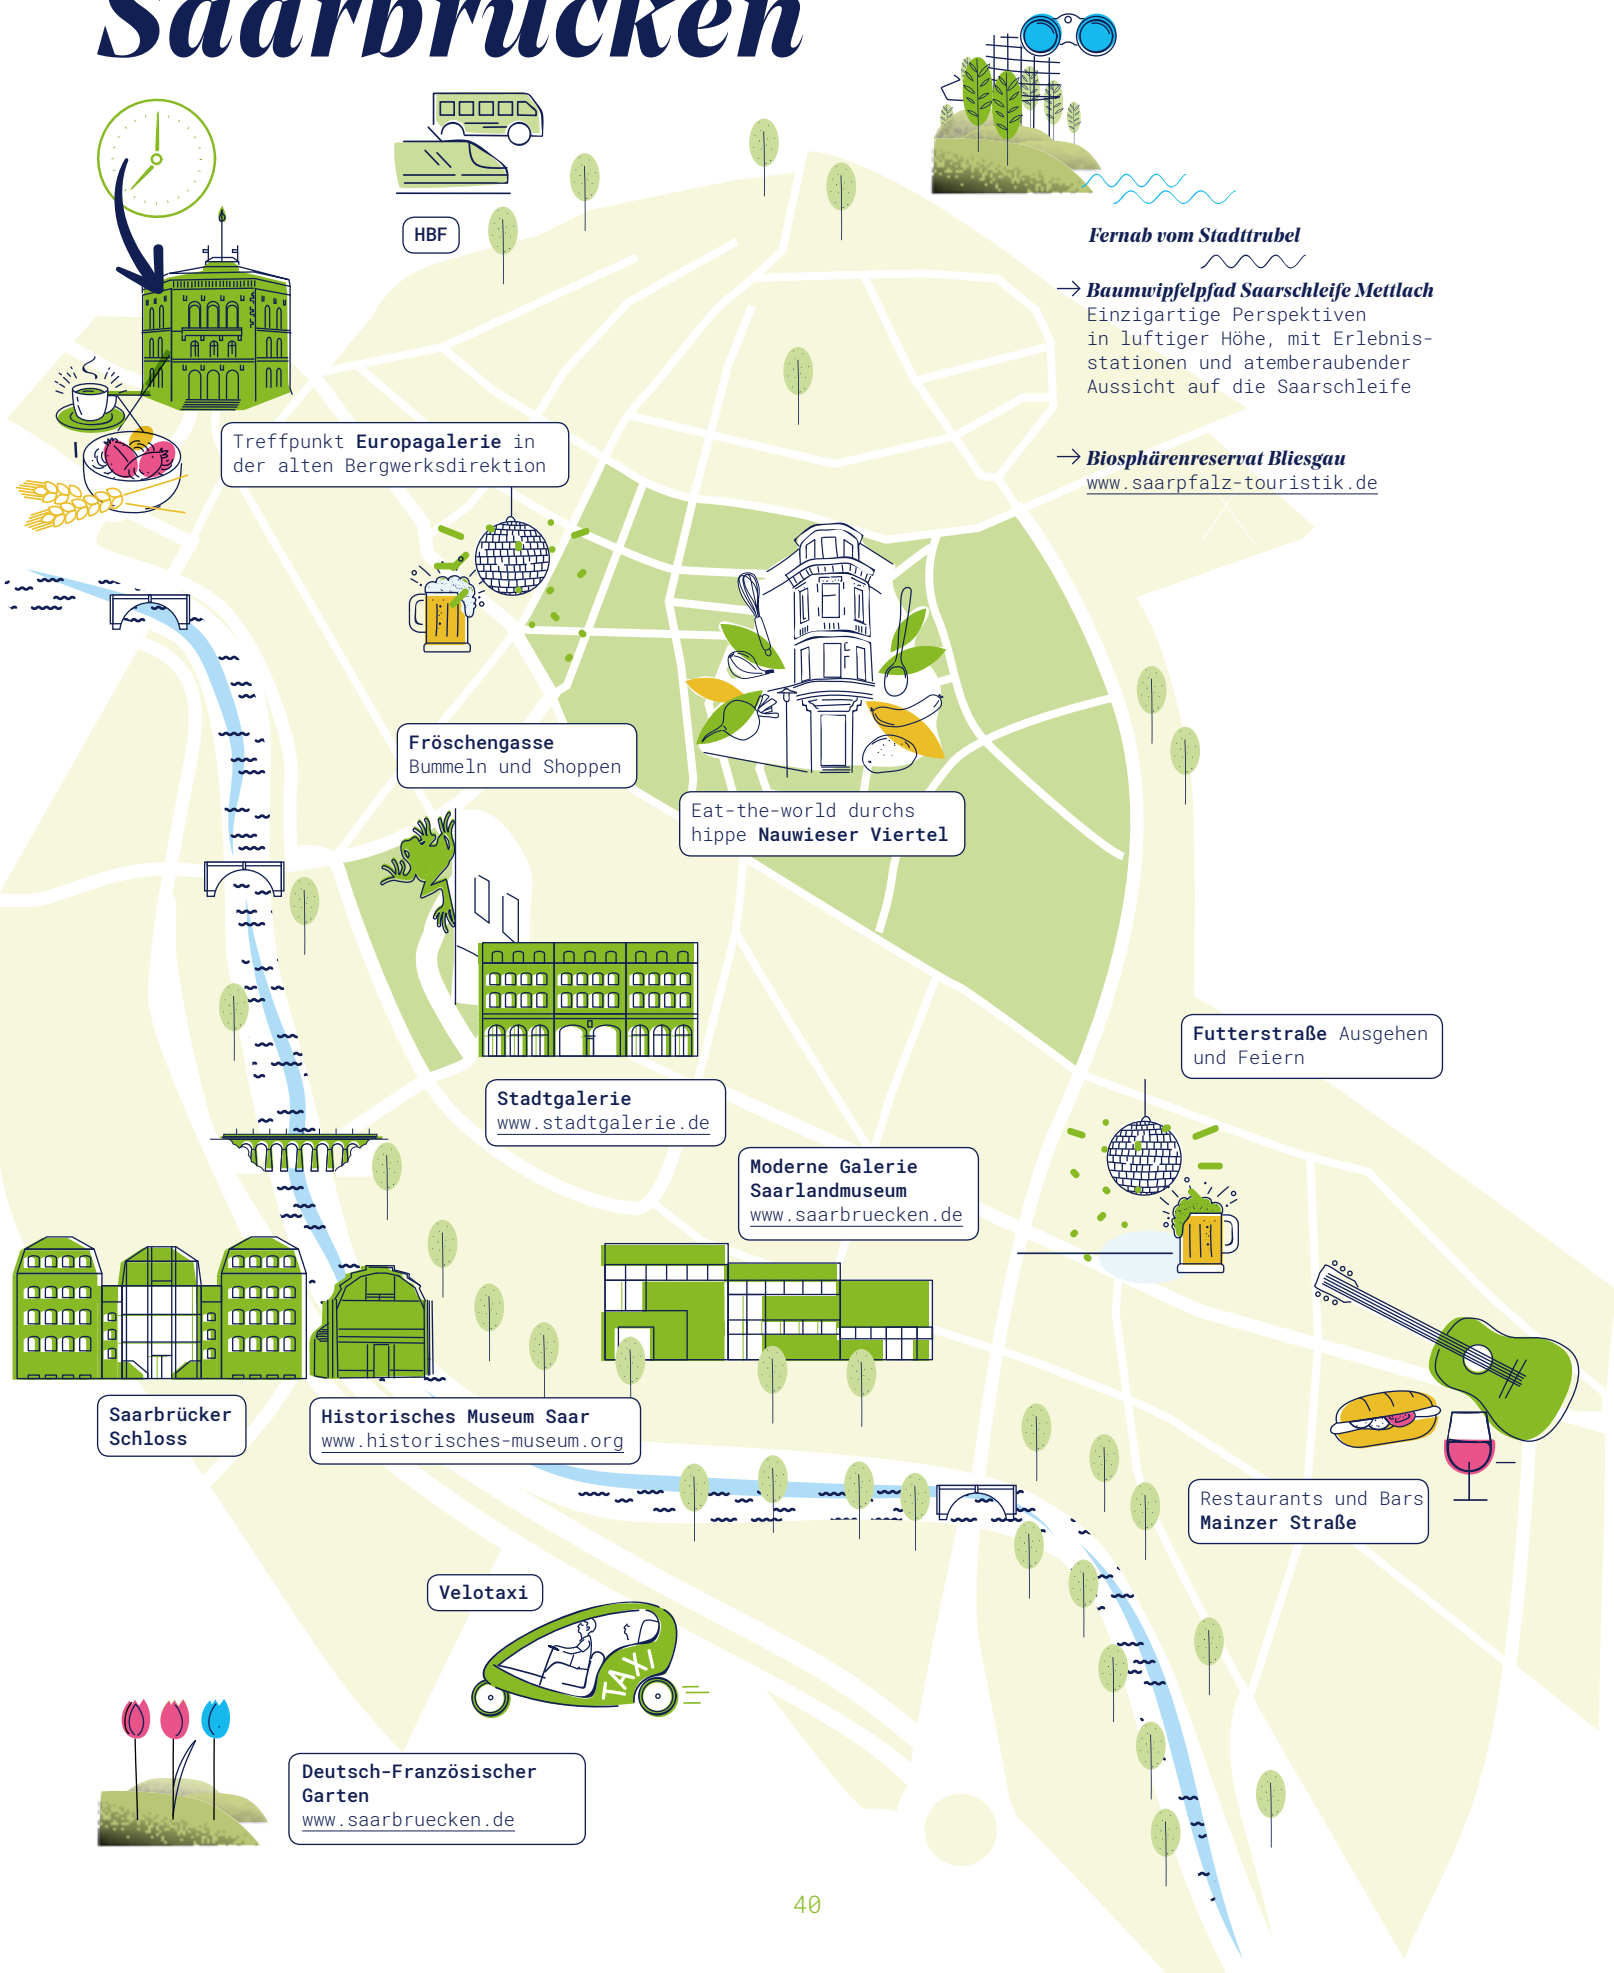 Saarbrücken
HBF
Fernab vom Stadttrubel
Baumwipfelpfad Saarschleife Mettlach
Einzigartige Perspektiven
in luftiger Höhe, mit Erlebnis-
stationen und atemberaubender
Aussicht auf die Saarschleife
Biosphärenreservat Bliesgau
www.saarpfalz-touristik.de
Treffpunkt Europagalerie in
der alten Bergwerksdirektion
Fröschengasse
Bummeln und Shoppen
Eat-the-world durchs
hippe Nauwieser Viertel
Futterstraße Ausgehen
und Feiern
Stadtgalerie
www.stadtgalerie.de
Moderne Galerie
Saarlandmuseum
www.saarbruecken.de
Saarbrücker
Schloss
Historisches Museum Saar
www.historisches-museum.org
Restaurants und Bars
Mainzer Straße
Velotaxi
TAXI
Deutsch-Französischer
Garten
www.saarbruecken.de
40